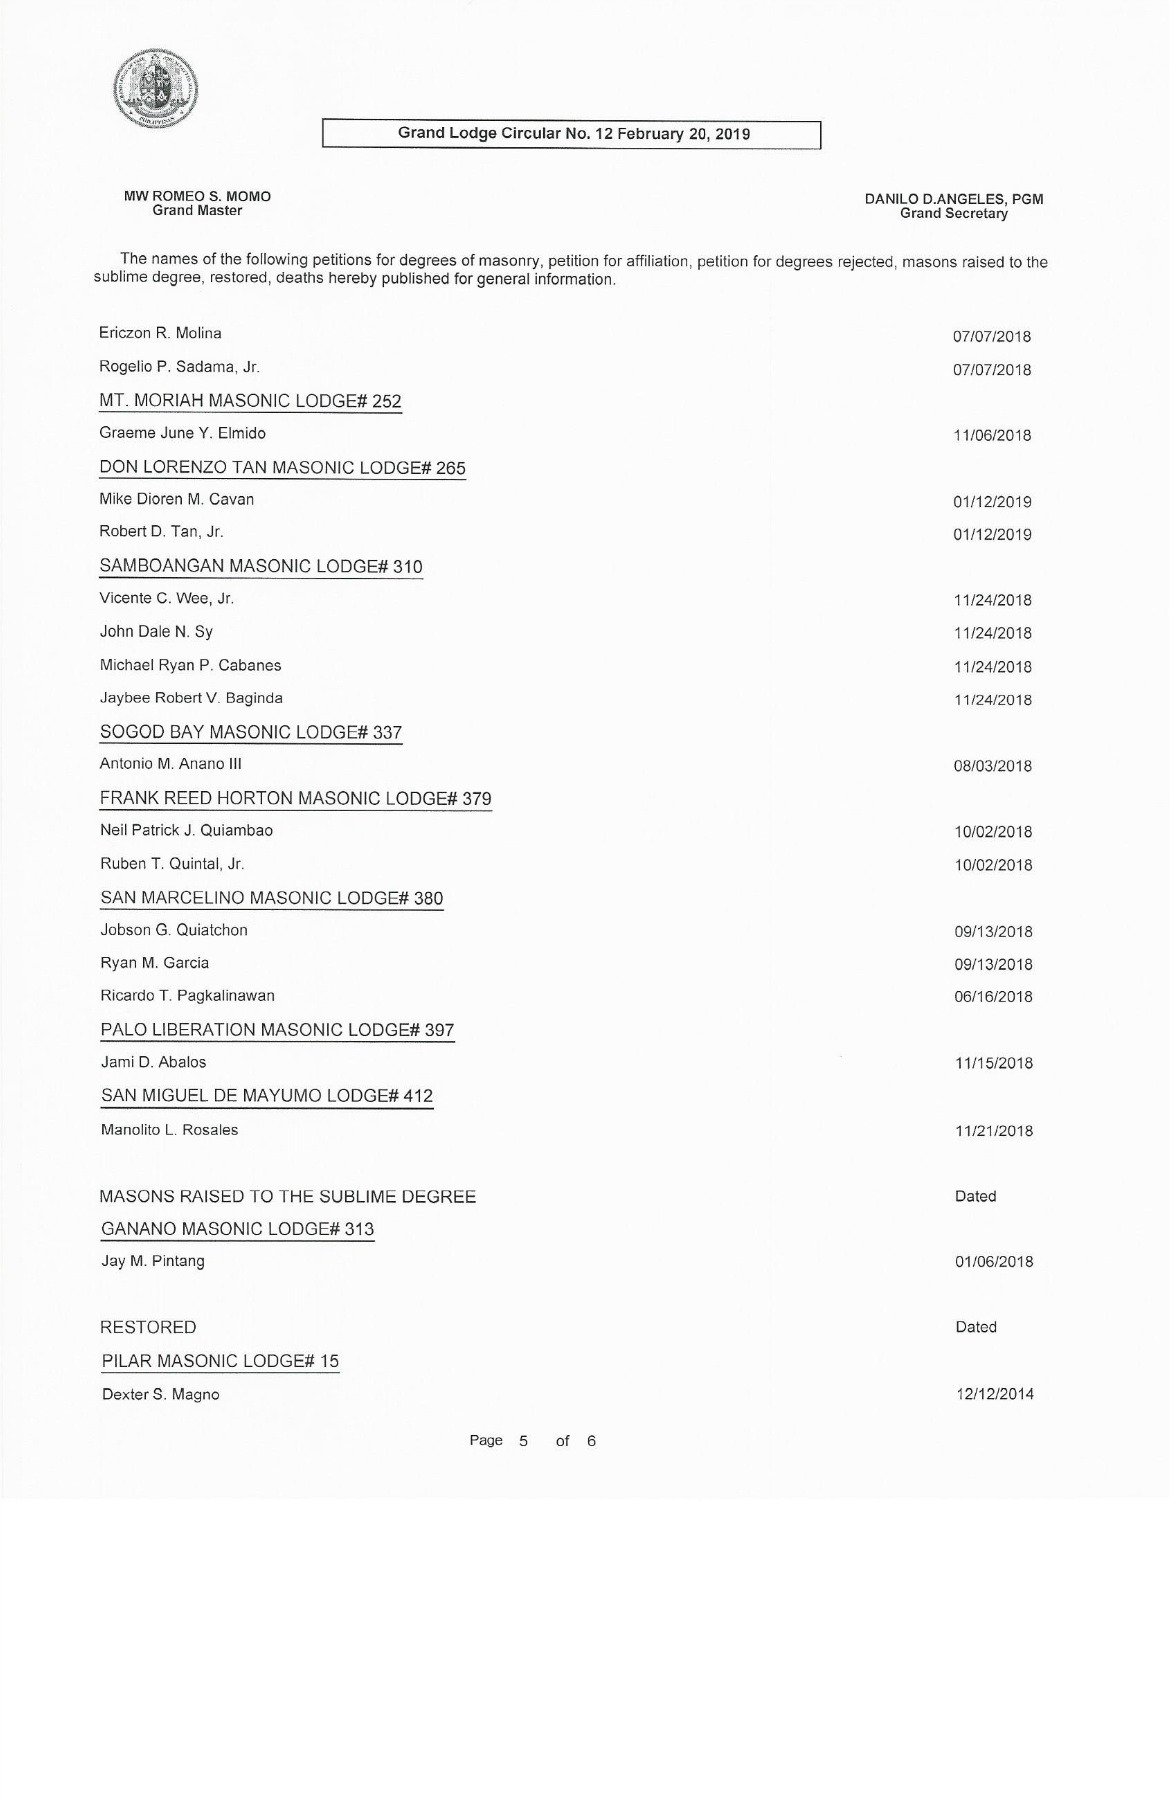 Grand Lodge Circular No. 12 February 20, 2019
MW ROMEO S. MOMO
Grand Master
DANILO D.ANGELES, PGM
Grand Secretary
The names of the following petitions for degrees of masonry, petition for affiliation, petition for degrees rejected, masons raised to the
sublime degree, restored, deaths hereby published for general information.
Ericzon R. Molina 07/07/2018
Rogelio P. Sadama, Jr. 07/07/2018
MT. MORIAH MASONIC LODGE# 252
Graeme June Y. Elmido 11/06/2018
DON LORENZO TAN MASONIC LODGE# 265
Mike Dioren M. Cavan 01/12/2019
Robert D. Tan, Jr. 01/12/2019
SAMBOANGAN MASONIC LODGE# 310
Vicente C. Wee, Jr. 11/24/2018
John Dale N. Sy 11/24/2018
Michael Ryan P. Cabanes 11/24/2018
Jaybee Robert V. Baginda 11/24/2018
SOGOD BAY MASONIC LODGE# 337
Antonio M. Anano III 08/03/2018
FRANK REED HORTON MASONIC LODGE# 379
Neil Patrick J. Quiambao 10/02/2018
Ruben T. Quintal, Jr. 10/02/2018
SAN MARCELINO MASONIC LODGE# 380
Jobson G. Quiatchon 09/13/2018
Ryan M. Garcia 09/13/2018
Ricardo T. Pagkalinawan 06/16/2018
PALO LIBERATION MASONIC LODGE# 397
Jami D. Abalos 11/15/2018
SAN MIGUEL DE MAYUMO LODGE# 412
Manolito L. Rosales 11/21/2018
MASONS RAISED TO THE SUBLIME DEGREE Dated
GANANO MASONIC LODGE# 313
Jay M. Pintang 01/06/2018
RESTORED Dated
PILAR MASONIC LODGE# 15
Dexter S. Magno 12/12/2014
Page 5 of 6